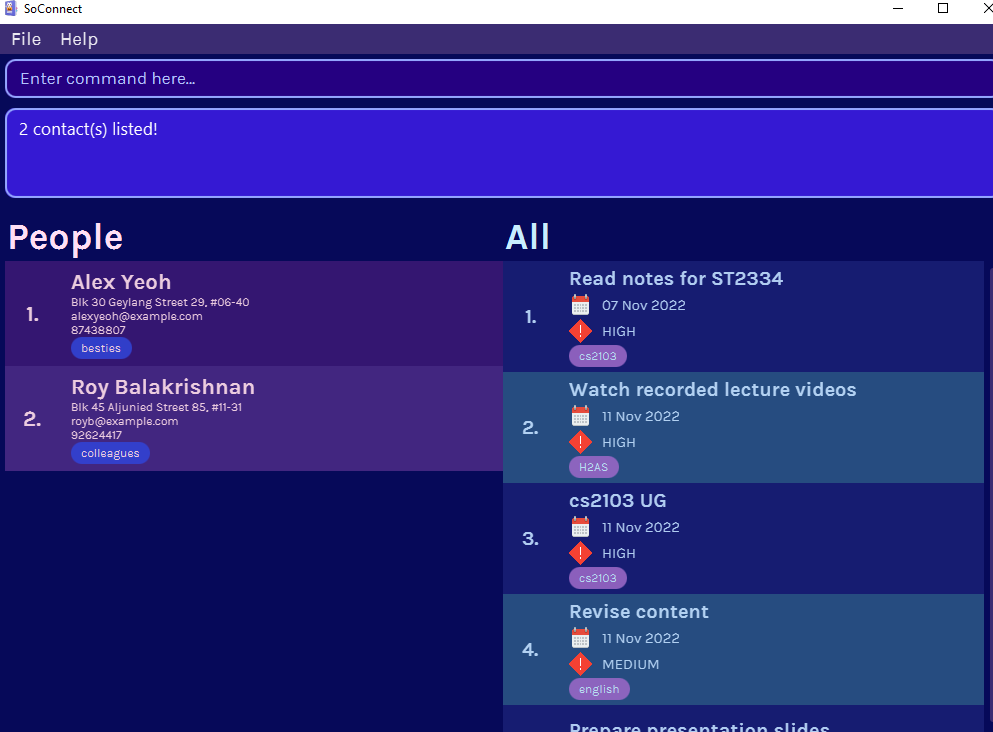 SoConnect
File Help
Enter command here...
2 contact(s) listed!
People
1.
Alex Yeoh
Blk 30 Geylang Street 29, #06-40
alexyeoh@example.com
87438807
besties
2.
Roy Balakrishnan
Blk 45 Aljunied Street 85, #11-31
royb@example.com
92624417
colleagues
All
1.
Read notes for ST2334
07 Nov 2022
HIGH
cs2103
2.
Watch recorded lecture videos
11 Nov 2022
HIGH
H2AS
3.
cs2103 UG
11 Nov 2022
HIGH
cs2103
4.
Revise content
11 Nov 2022
MEDIUM
english
Prepare presentation slides